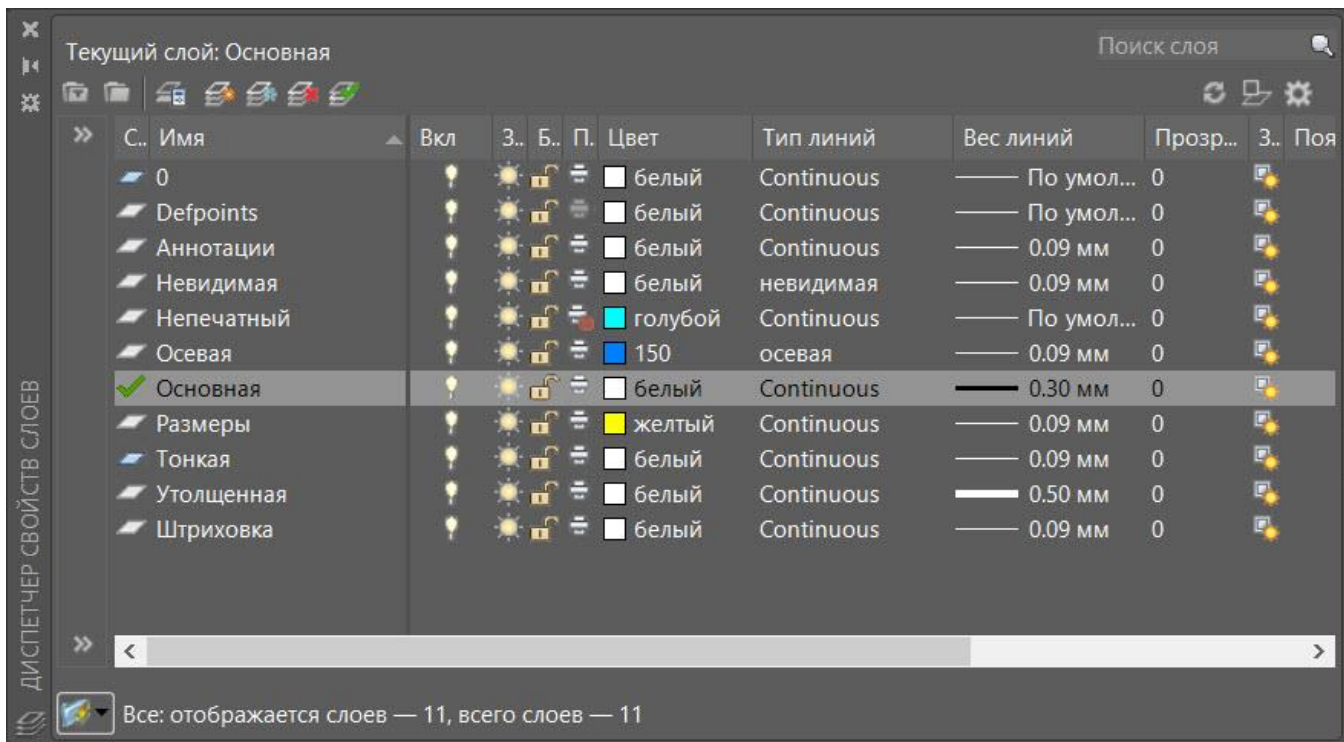 Текущий слой: Основная
Поиск слоя
С.. Имя Вкл З.. Б.. П. Цвет Тип линий Вес линий Прозр... З.. Поя
0 белый Continuous По умол... 0
Defpoints белый Continuous По умол... 0
Аннотации белый Continuous 0.09 мм 0
Невидимая белый невидимая 0.09 мм 0
Непечатный голубой Continuous По умол... 0
Осевая 150 осевая 0.09 мм 0
Основная белый Continuous 0.30 мм 0
Размеры желтый Continuous 0.09 мм 0
Тонкая белый Continuous 0.09 мм 0
Утолщенная белый Continuous 0.50 мм 0
Штриховка белый Continuous 0.09 мм 0
ДИСПЕТЧЕР СВОЙСТВ СЛОЕВ
Все: отображается слоев — 11, всего слоев — 11